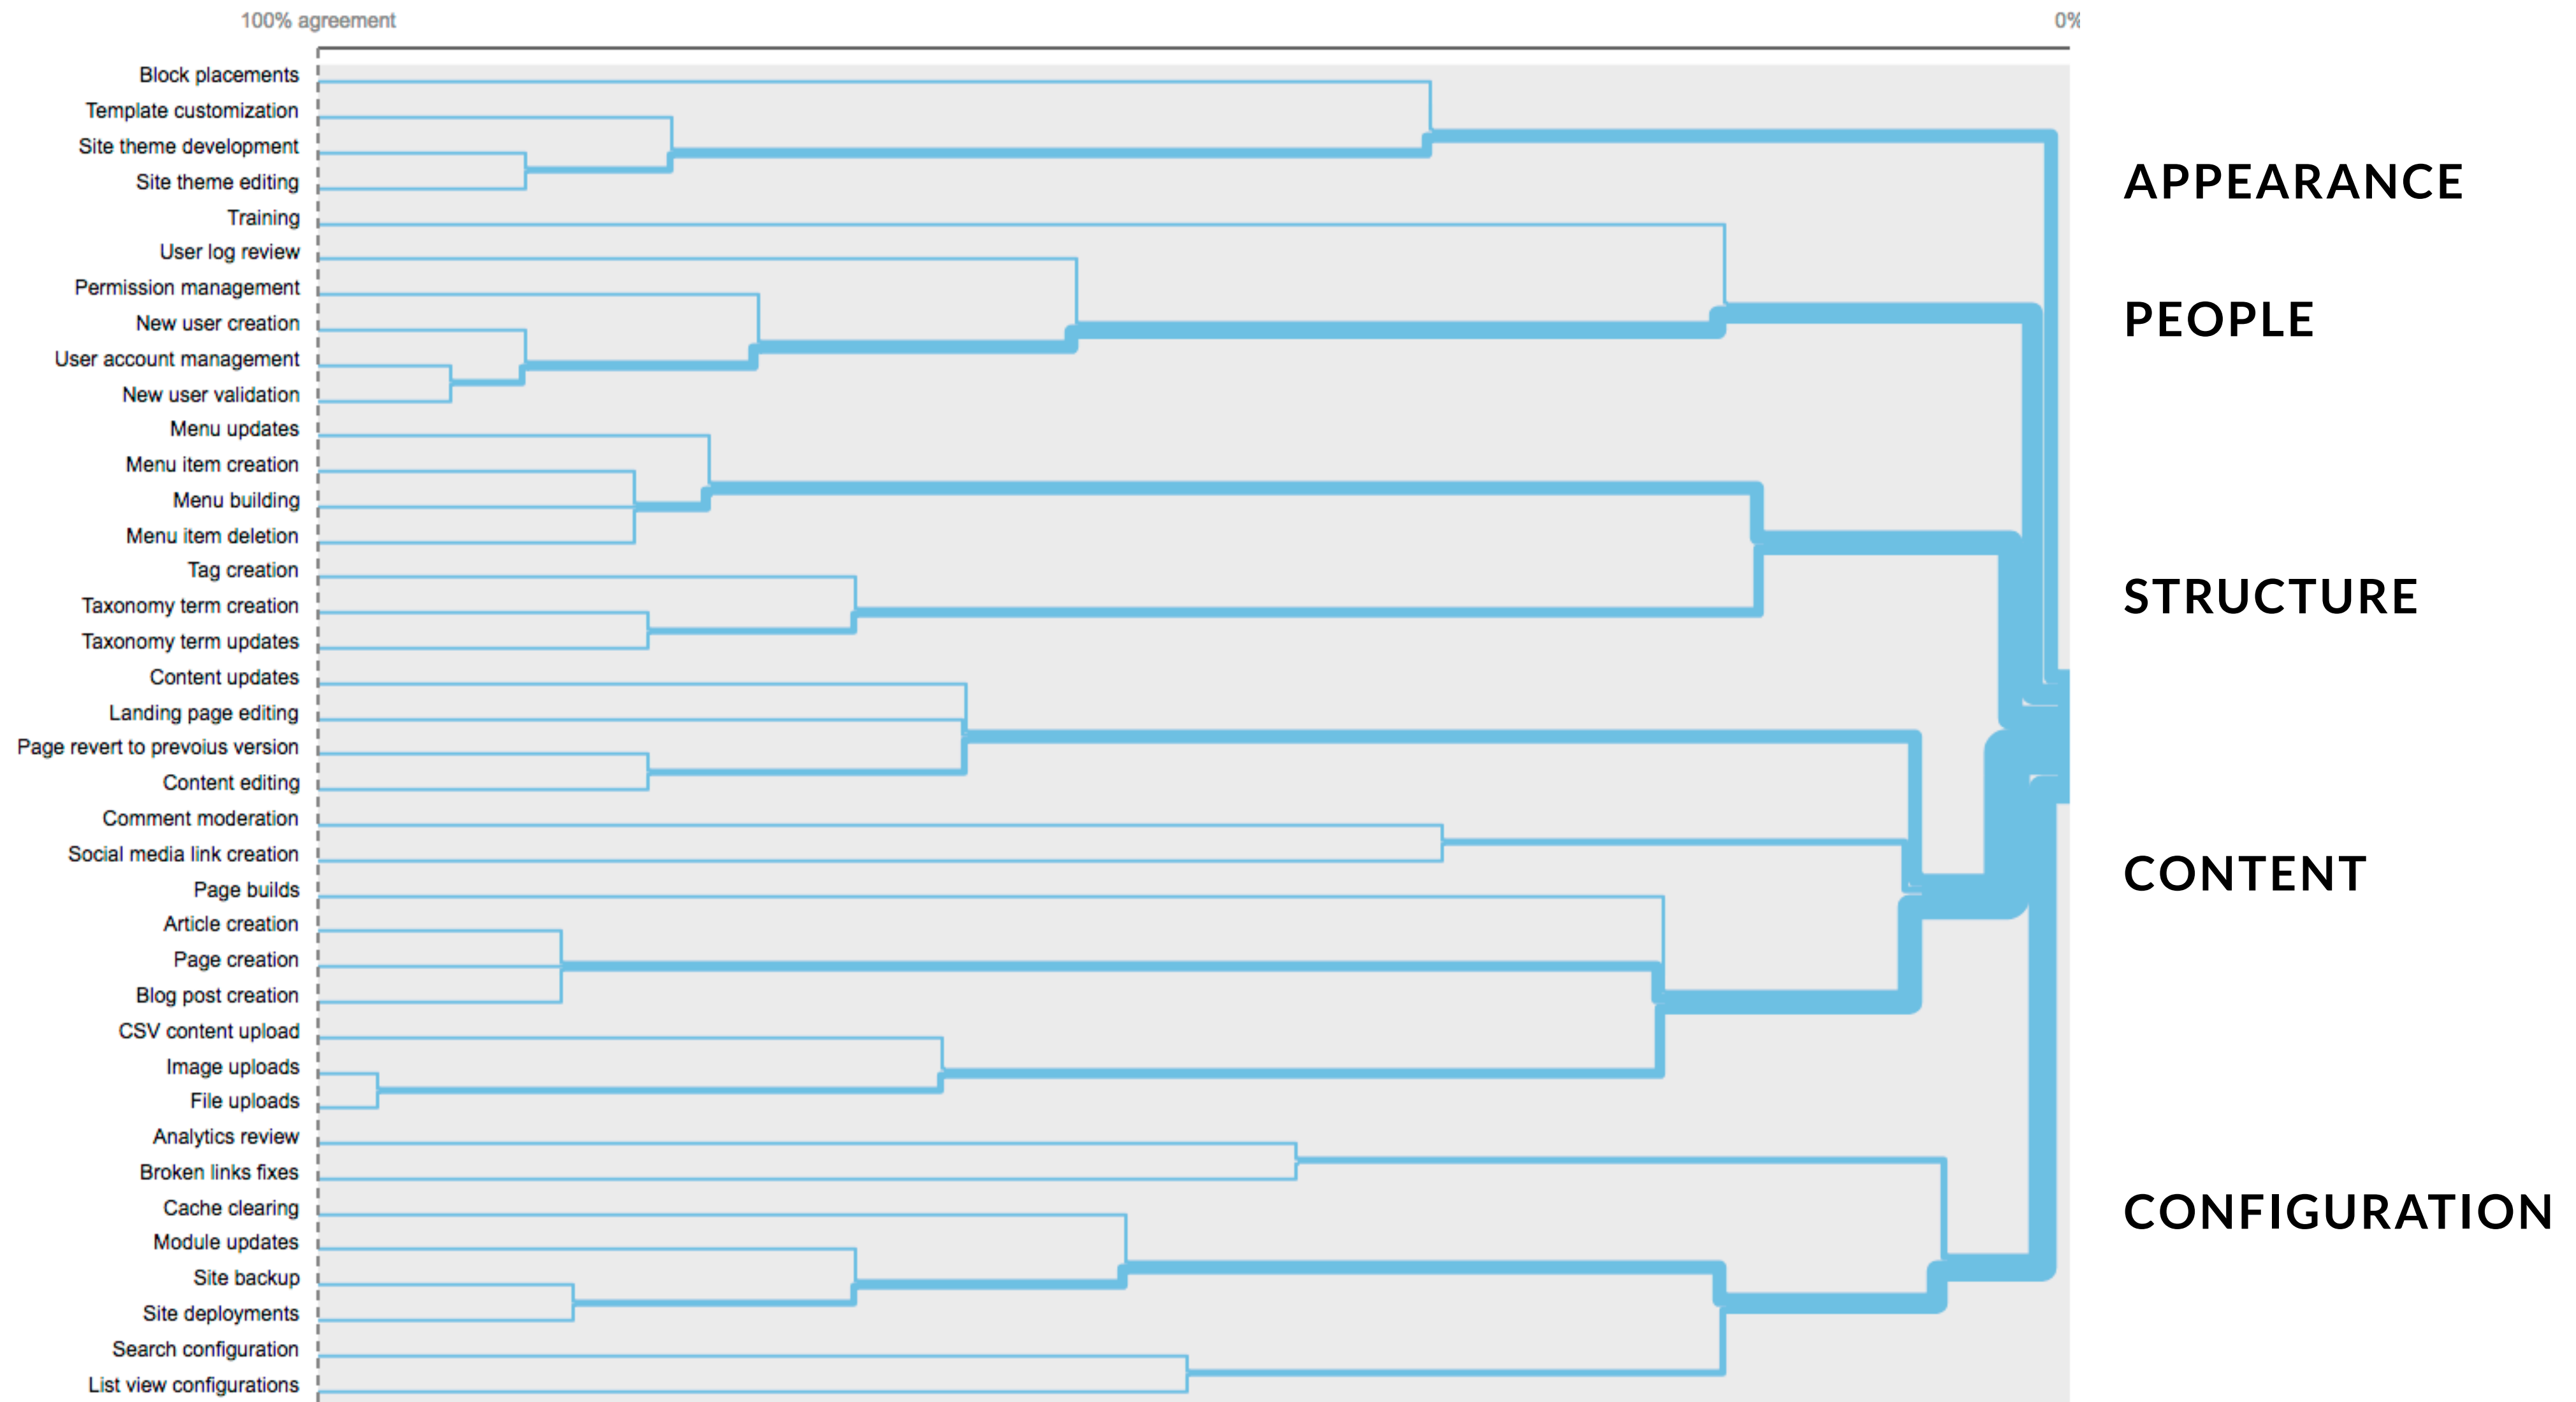 100% agreement
0%
Block placements
Template customization
Site theme development
Site theme editing
APPEARANCE
Training
User log review
Permission management
New user creation
PEOPLE
User account management
New user validation
Menu updates
Menu item creation
Menu building
Menu item deletion
Tag creation
Taxonomy term creation
STRUCTURE
Taxonomy term updates
Content updates
Landing page editing
Page revert to prevoius version
Content editing
Comment moderation
Social media link creation
CONTENT
Page builds
Article creation
Page creation
Blog post creation
CSV content upload
Image uploads
File uploads
Analytics review
Broken links fixes
Cache clearing
CONFIGURATION
Module updates
Site backup
Site deployments
Search configuration
List view configurations